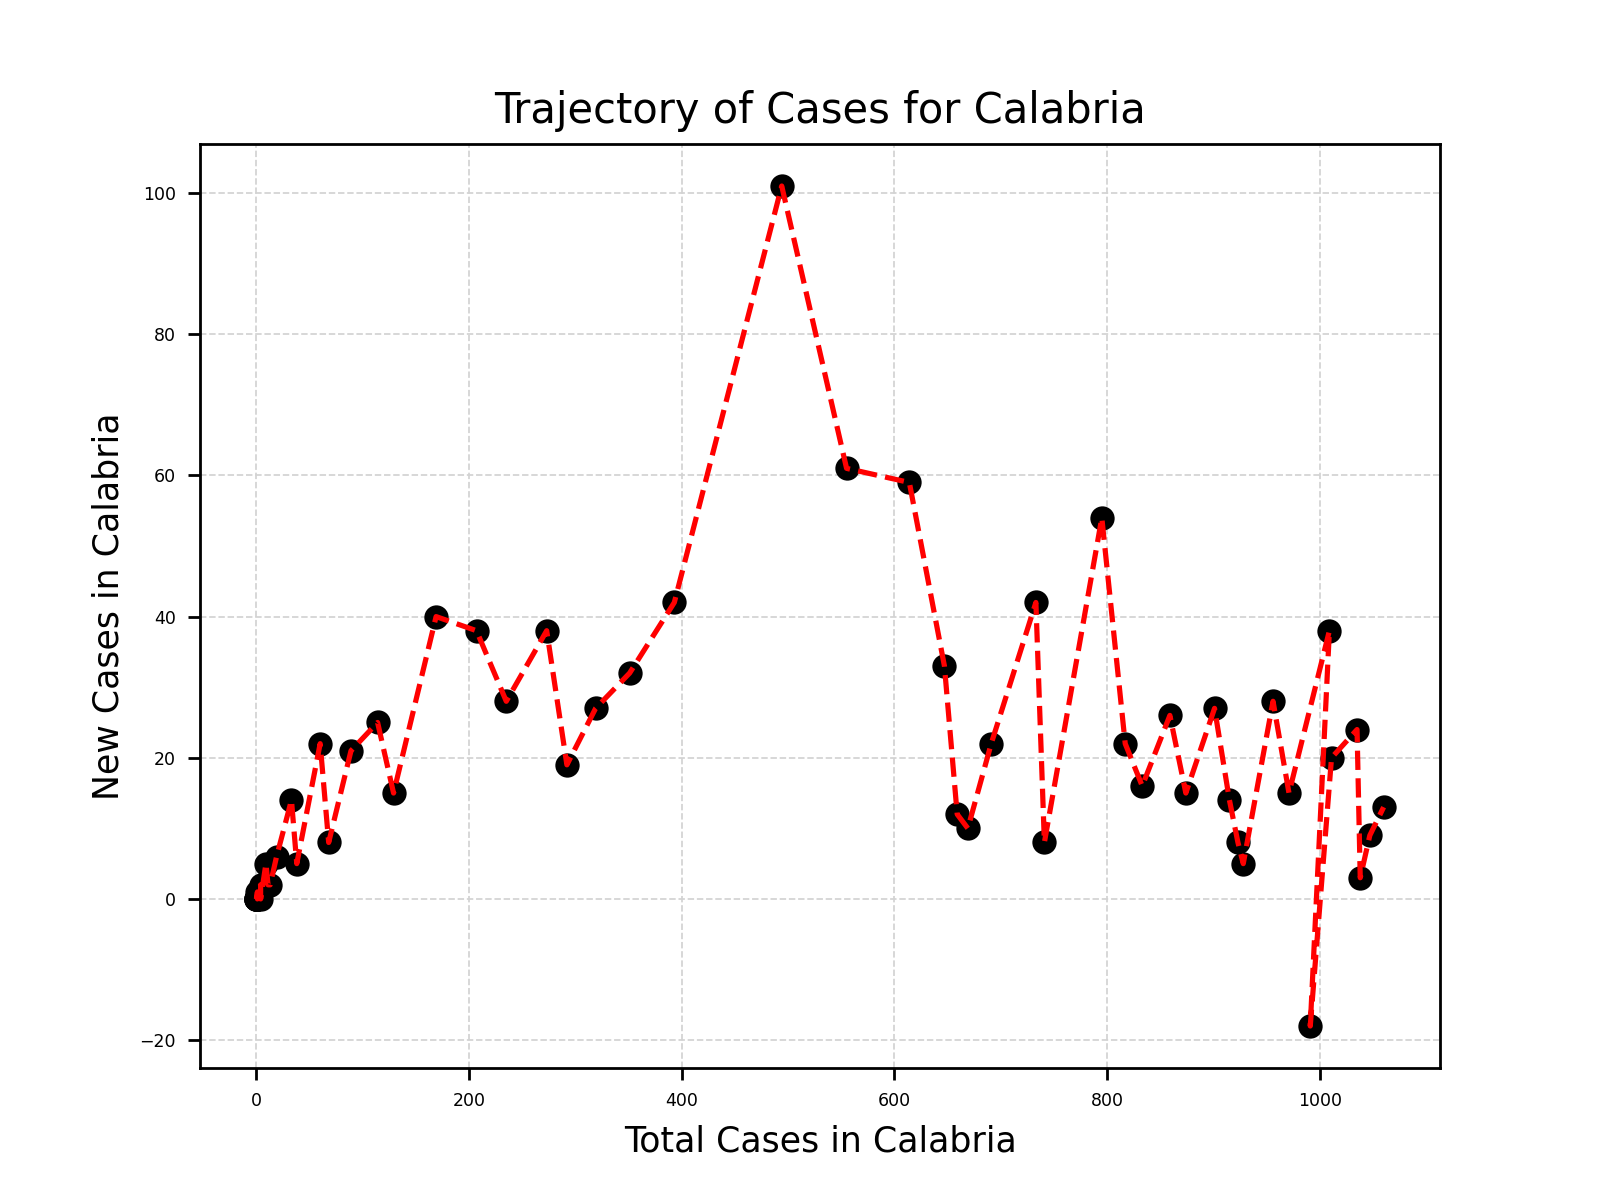 Trajectory of Cases for Calabria
100
80
60
40
20
0
−20
New Cases in Calabria
0 200 400 600 800 1000
Total Cases in Calabria